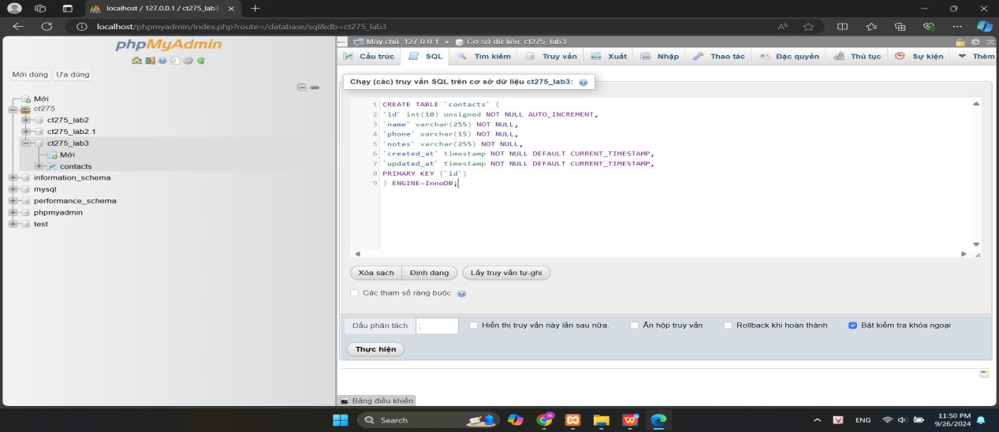 localhost / 127.0.0.1 / ct275_lab3
localhost/phpmyadmin/index.php?route=/database/sql&db=ct275_lab3
phpMyAdmin
Mới dùng Ưa dùng
Mới
ct275
ct275_lab2
ct275_lab2.1
ct275_lab3
Mới
contacts
information_schema
mysql
performance_schema
phpmyadmin
test
Máy chủ: 127.0.0.1 » Cơ sở dữ liệu: ct275_lab3
Cấu trúc SQL Tìm kiếm Truy vấn Xuất Nhập Thao tác Đặc quyền Thủ tục Sự kiện Thêm
Chạy (các) truy vấn SQL trên cơ sở dữ liệu ct275_lab3:
1 CREATE TABLE `contacts` (
2 `id` int(10) unsigned NOT NULL AUTO_INCREMENT,
3 `name` varchar(255) NOT NULL,
4 `phone` varchar(15) NOT NULL,
5 `notes` varchar(255) NOT NULL,
6 `created_at` timestamp NOT NULL DEFAULT CURRENT_TIMESTAMP,
7 `updated_at` timestamp NOT NULL DEFAULT CURRENT_TIMESTAMP,
8 PRIMARY KEY (`id`)
9 ) ENGINE=InnoDB;
Xóa sạch Định dạng Lấy truy vấn tự-ghi
Các tham số ràng buộc
Dấu phân tách ; Hiển thị truy vấn này lần sau nữa. Ẩn hộp truy vấn Rollback khi hoàn thành Bật kiểm tra khóa ngoại
Thực hiện
Bảng điều khiển
Search
ENG
11:50 PM
9/26/2024